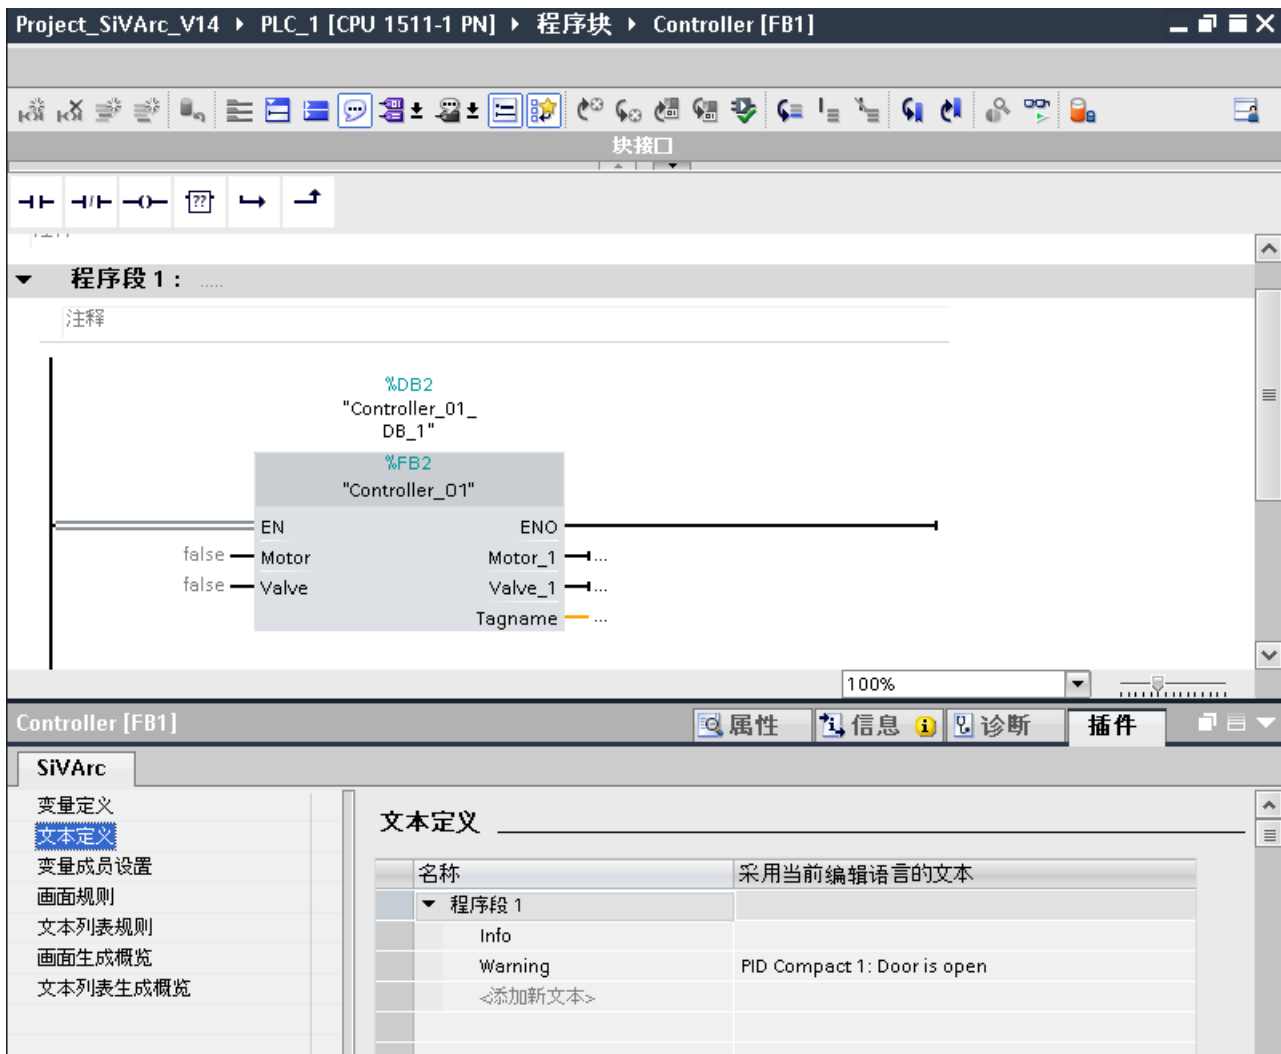 Project_SiVArc_V14 ▸ PLC_1 [CPU 1511-1 PN] ▸ 程序块 ▸ Controller [FB1]
块接口
程序段 1： .....
注释
%DB2
"Controller_01_
DB_1"
%FB2
"Controller_01"
EN ENO
false Motor Motor_1 ...
false Valve Valve_1 ...
Tagname ...
100%
Controller [FB1] 属性 信息 诊断 插件
SiVArc
变量定义
文本定义
变量成员设置
画面规则
文本列表规则
画面生成概览
文本列表生成概览
文本定义
名称 采用当前编辑语言的文本
程序段 1
Info
Warning PID Compact 1: Door is open
<添加新文本>